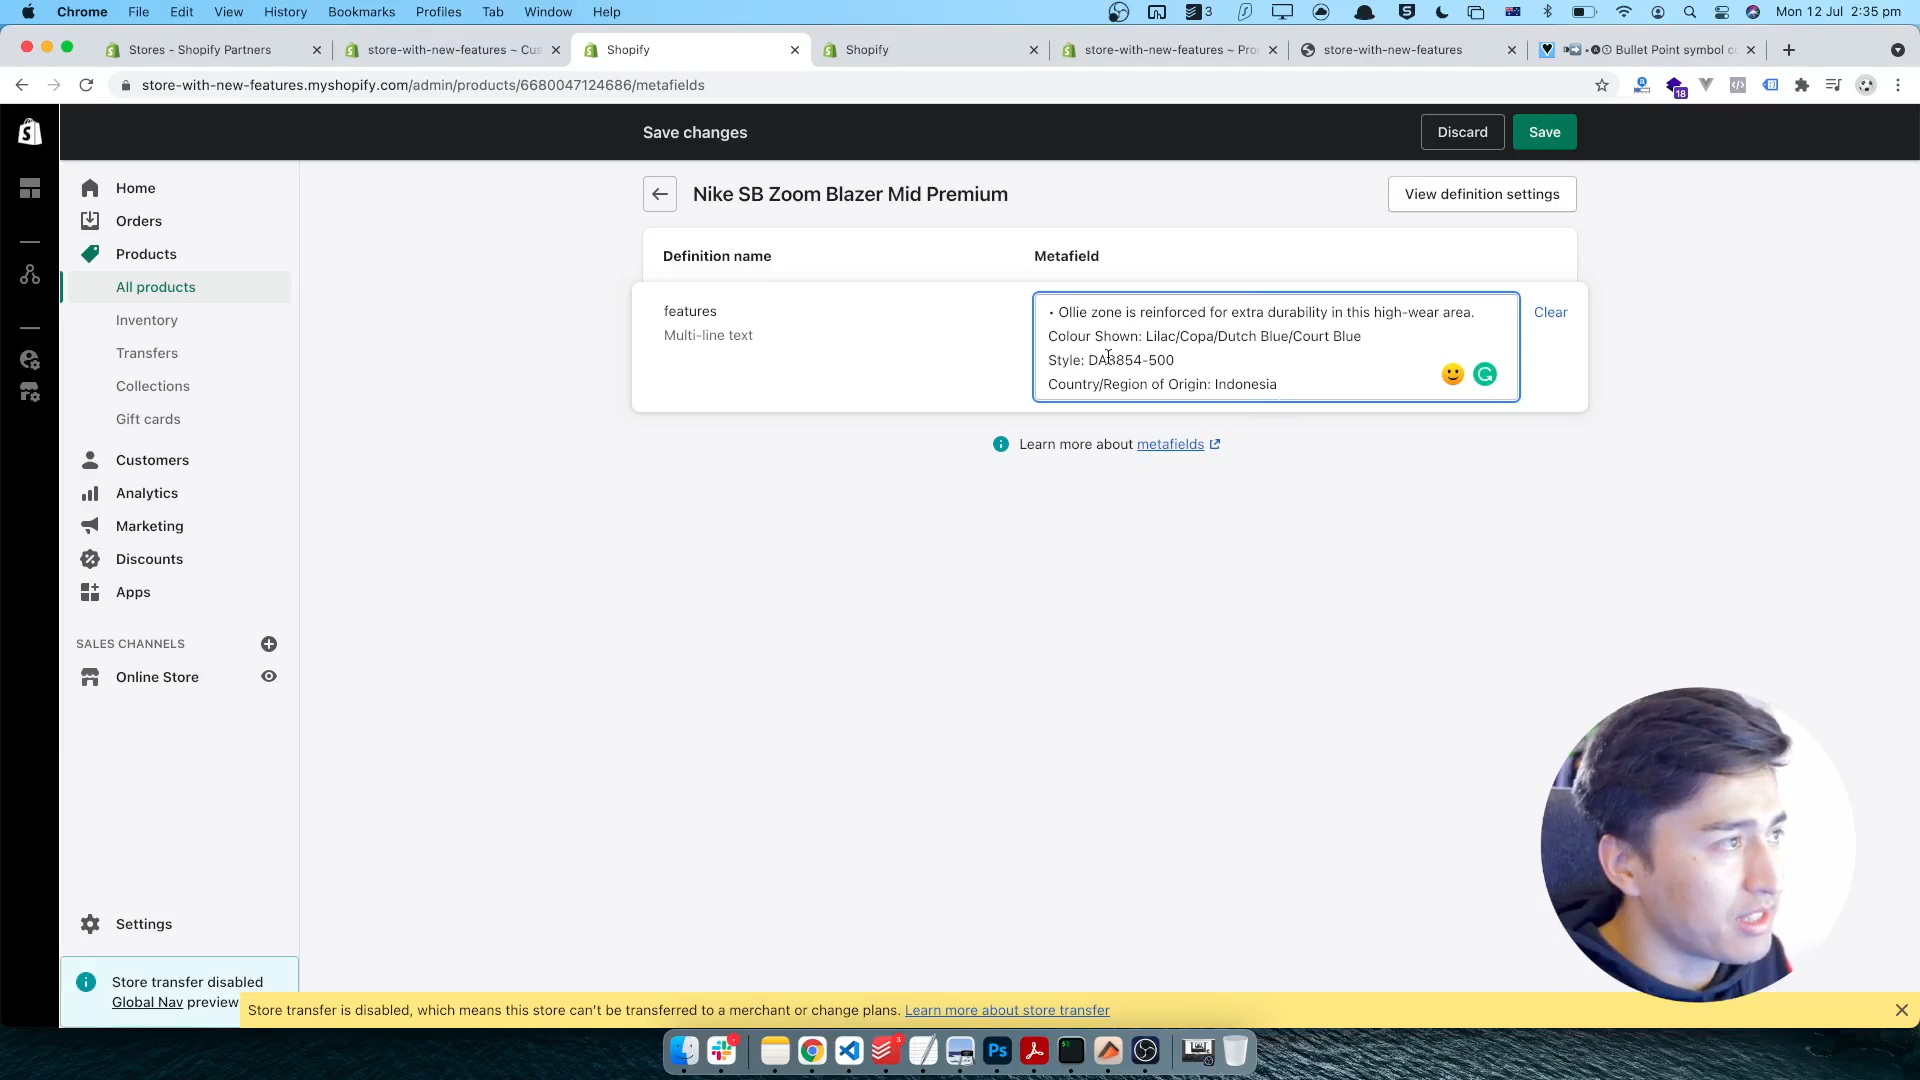 Chrome File Edit View History Bookmarks Profiles Tab Window Help 3 Mon 12 Jul 2:35 pm
Stores - Shopify Partners store-with-new-features ~ Cus Shopify Shopify store-with-new-features ~ Pro store-with-new-features Bullet Point symbol c
store-with-new-features.myshopify.com/admin/products/6680047124686/metafields 18
Save changes Discard Save
Home
Orders
Products
All products
Inventory
Transfers
Collections
Gift cards
Customers
Analytics
Marketing
Discounts
Apps
SALES CHANNELS
Online Store
Settings
Store transfer disabled
Global Nav preview
Nike SB Zoom Blazer Mid Premium View definition settings
Definition name Metafield
features
Multi-line text
• Ollie zone is reinforced for extra durability in this high-wear area.
Colour Shown: Lilac/Copa/Dutch Blue/Court Blue
Style: DA3854-500
Country/Region of Origin: Indonesia
Clear
Learn more about metafields
Store transfer is disabled, which means this store can’t be transferred to a merchant or change plans. Learn more about store transfer
3
Ps